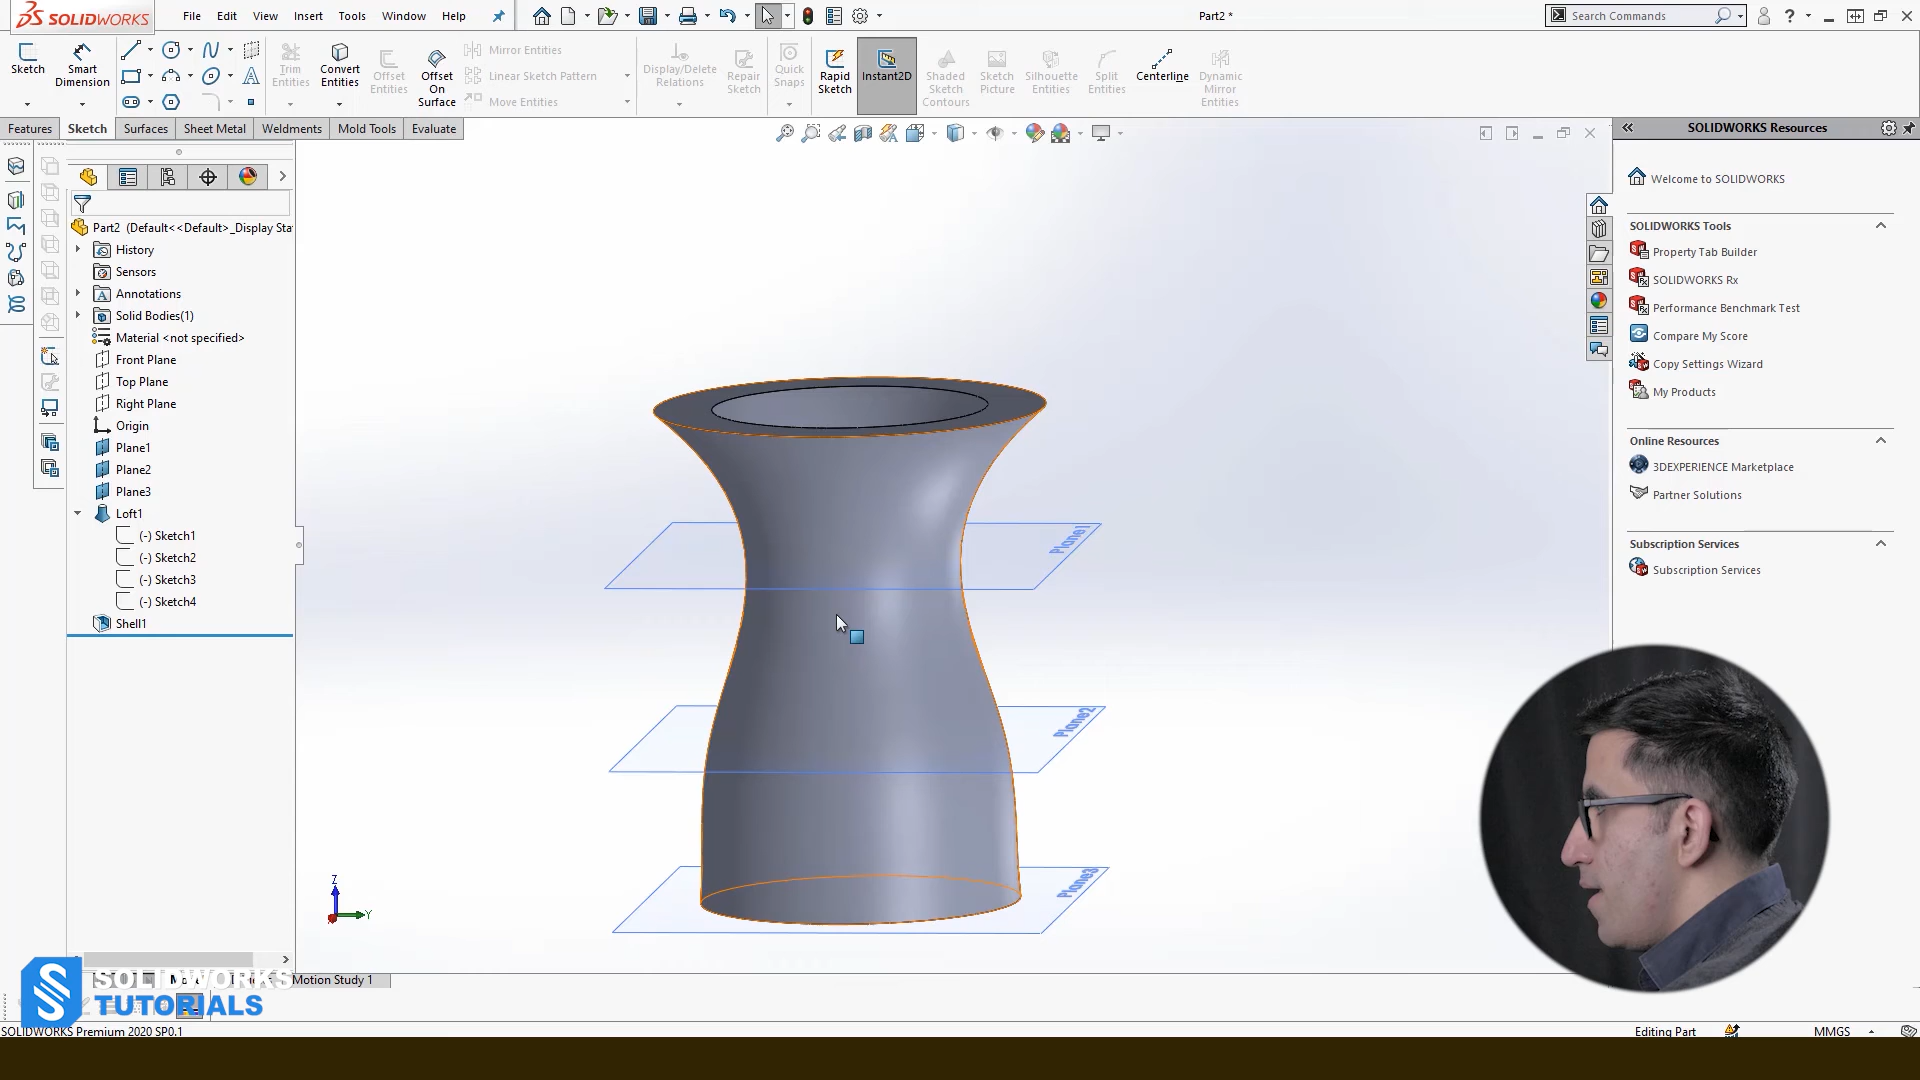 SOLIDWORKS
File Edit View Insert Tools Window Help
Part2 *
Search Commands
Sketch
Smart Dimension
Trim Entities
Convert Entities
Offset Entities
Offset On Surface
Mirror Entities
Linear Sketch Pattern
Move Entities
Display/Delete Relations
Repair Sketch
Quick Snaps
Rapid Sketch
Instant2D
Shaded Sketch Contours
Sketch Picture
Silhouette Entities
Split Entities
Centerline
Dynamic Mirror Entities
Features Sketch Surfaces Sheet Metal Weldments Mold Tools Evaluate
Part2 (Default<<Default>_Display Sta
History
Sensors
Annotations
Solid Bodies(1)
Material <not specified>
Front Plane
Top Plane
Right Plane
Origin
Plane1
Plane2
Plane3
Loft1
(-) Sketch1
(-) Sketch2
(-) Sketch3
(-) Sketch4
Shell1
Plane1
Plane2
Plane3
Z
Y
SOLIDWORKS Resources
Welcome to SOLIDWORKS
SOLIDWORKS Tools
Property Tab Builder
SOLIDWORKS Rx
Performance Benchmark Test
Compare My Score
Copy Settings Wizard
My Products
Online Resources
3DEXPERIENCE Marketplace
Partner Solutions
Subscription Services
Subscription Services
Motion Study 1
SOLIDWORKS
TUTORIALS
SOLIDWORKS Premium 2020 SP0.1
Editing Part
MMGS